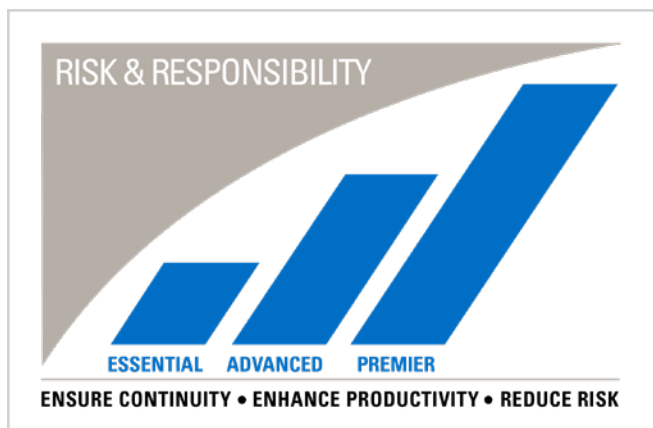 RISK & RESPONSIBILITY
ESSENTIAL ADVANCED PREMIER
ENSURE CONTINUITY • ENHANCE PRODUCTIVITY • REDUCE RISK